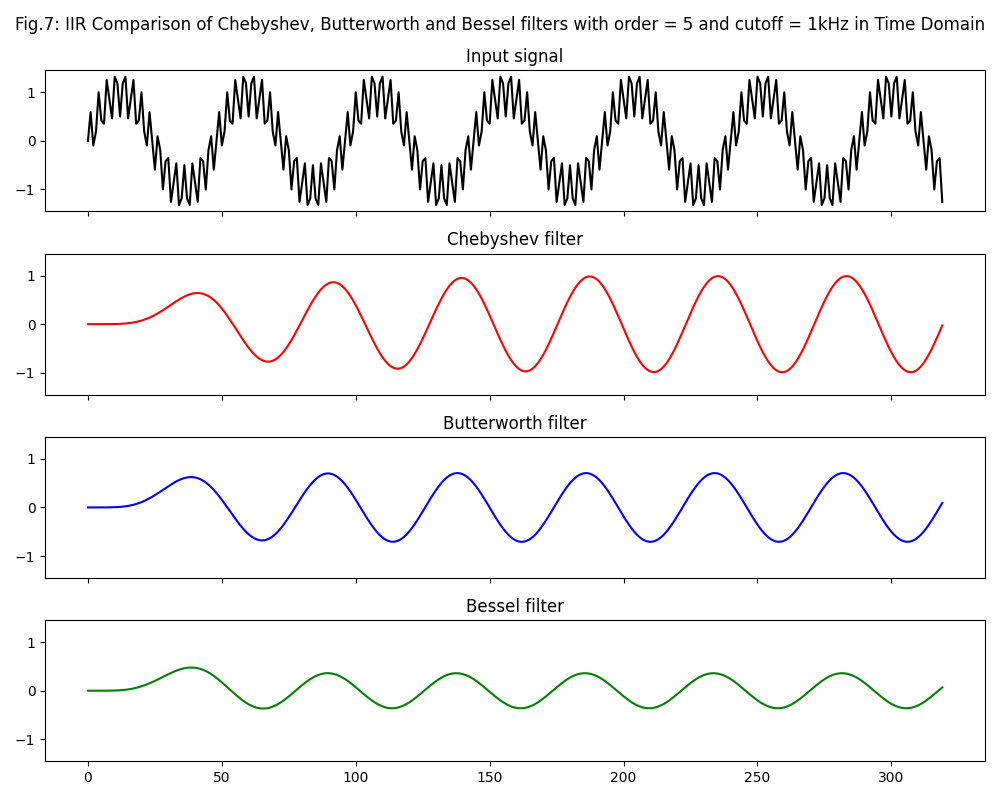 Fig.7: IIR Comparison of Chebyshev, Butterworth and Bessel filters with order = 5 and cutoff = 1kHz in Time Domain
Input signal
1
0
−1
Chebyshev filter
1
0
−1
Butterworth filter
1
0
−1
Bessel filter
1
0
−1
0 50 100 150 200 250 300